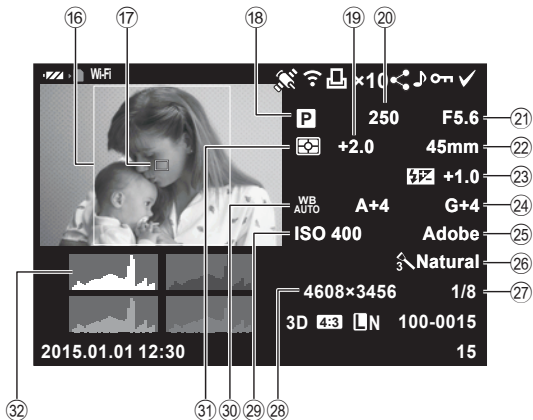 ⑯ ⑰ ⑱ ⑲ ⑳
Wi-Fi ×10
P 250 F5.6 ㉑
+2.0 45mm ㉒
+1.0 ㉓
WB AUTO A+4 G+4 ㉔
ISO 400 Adobe ㉕
3 Natural ㉖
4608×3456 1/8 ㉗
3D 4:3 LN 100-0015
2015.01.01 12:30 15
㉜ ㉛ ㉚ ㉙ ㉘